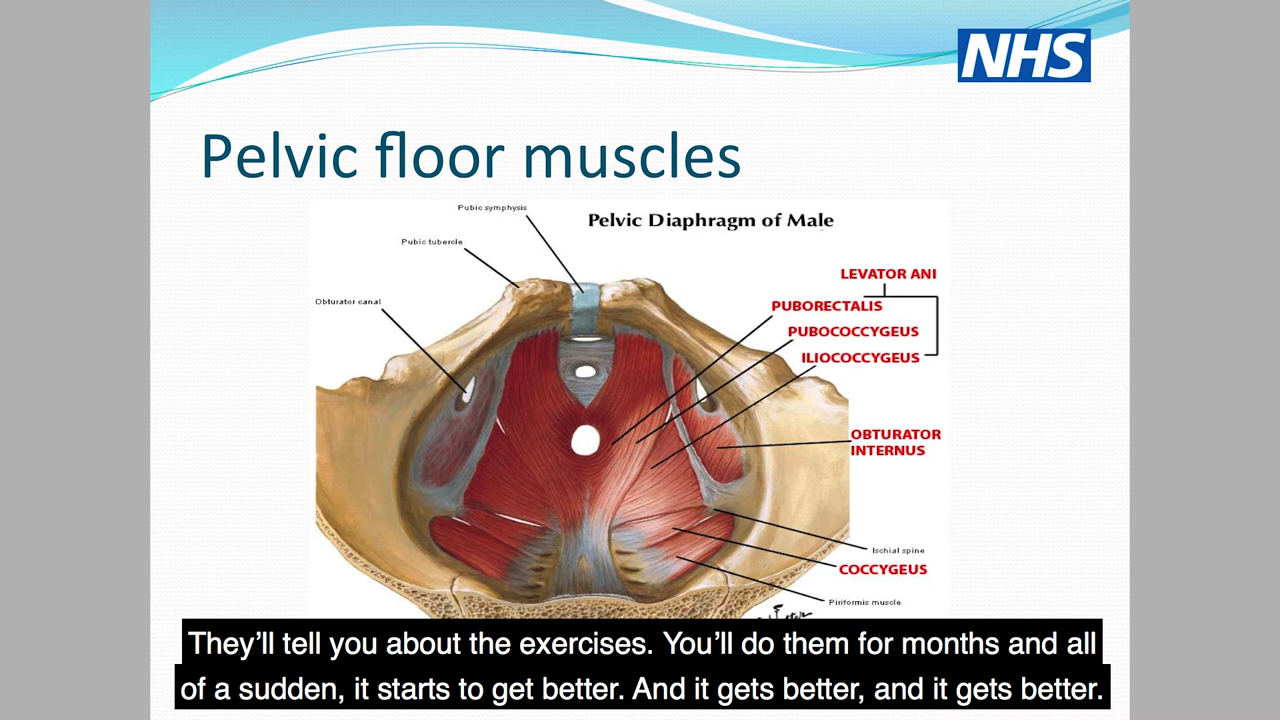 NHS
Pelvic floor muscles
Pubic symphysis
Pelvic Diaphragm of Male
Pubic tubercle
LEVATOR ANI
Obturator canal
PUBORECTALIS
PUBOCOCCYGEUS
ILIOCOCCYGEUS
OBTURATOR
INTERNUS
Ischial spine
COCCYGEUS
Piriformis muscle
They’ll tell you about the exercises. You’ll do them for months and all
of a sudden, it starts to get better. And it gets better, and it gets better.